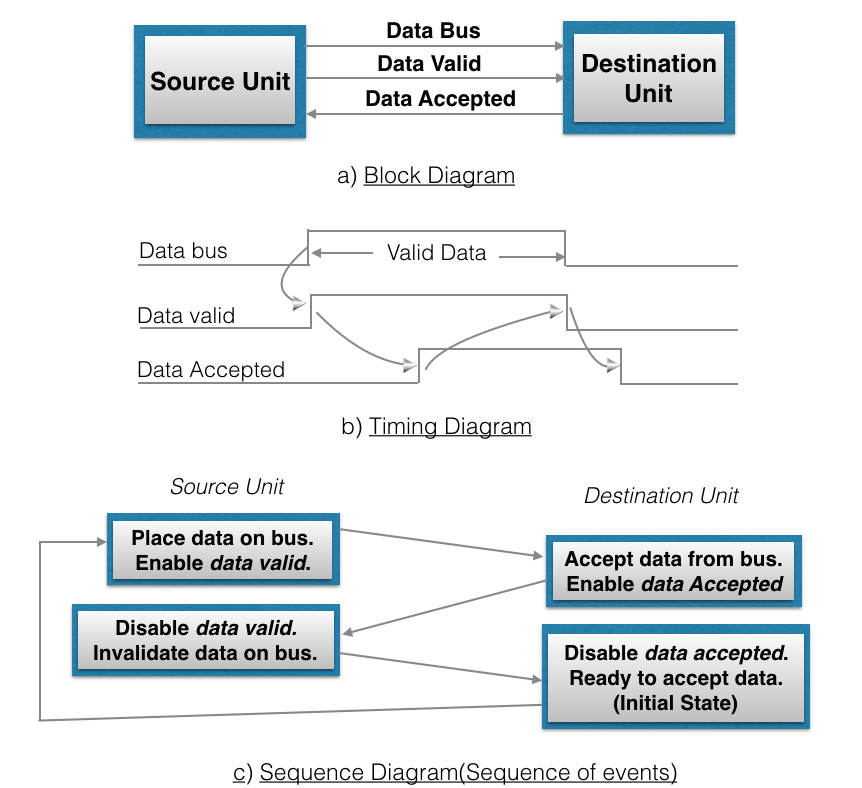 Data Bus
Source Unit
Data Valid
Destination
Unit
Data Accepted
a) Block Diagram
Data bus
Valid Data
Data valid
Data Accepted
b) Timing Diagram
Source Unit
Destination Unit
Place data on bus.
Enable data valid.
Accept data from bus.
Enable data Accepted
Disable data valid.
Invalidate data on bus.
Disable data accepted.
Ready to accept data.
(Initial State)
c) Sequence Diagram(Sequence of events)